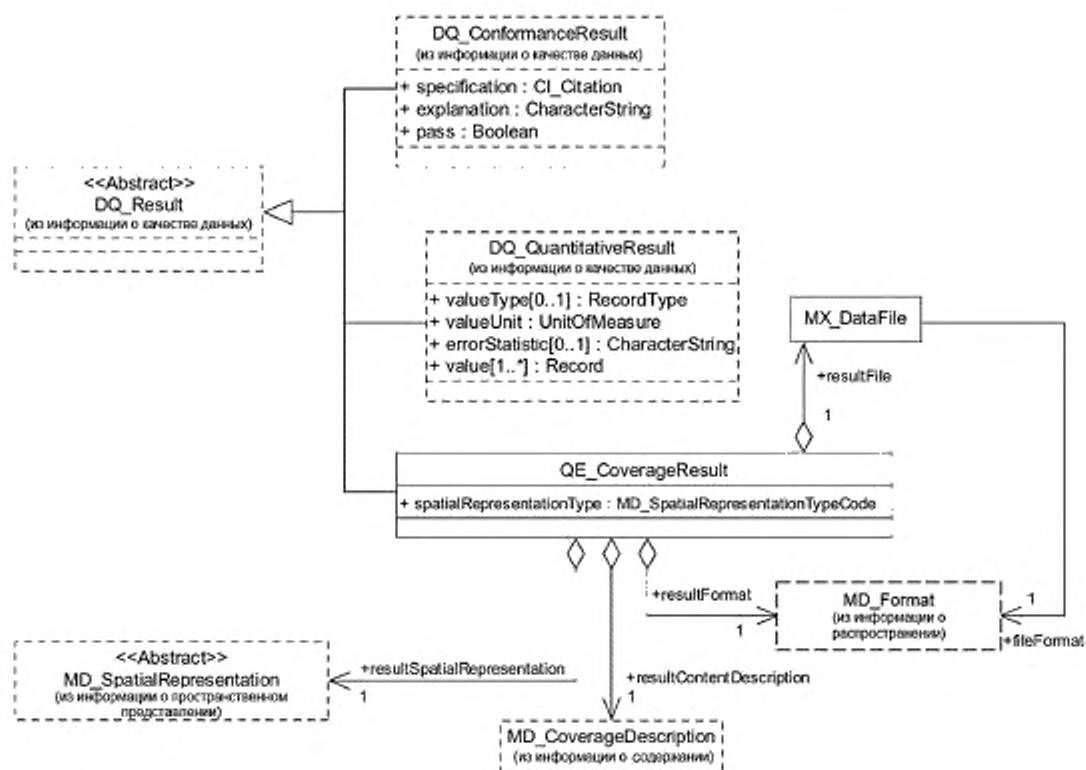 DQ_ConformanceResult
(из информации о качестве данных)
+ specification : CI_Citation
+ explanation : CharacterString
+ pass : Boolean
<<Abstract>>
DQ_Result
(из информации о качестве данных)
DQ_QuantitativeResult
(из информации о качестве данных)
+ valueType[0..1] : RecordType
+ valueUnit : UnitOfMeasure
+ errorStatistic[0..1] : CharacterString
+ value[1..*] : Record
MX_DataFile
+resultFile
1
QE_CoverageResult
+ spatialRepresentationType : MD_SpatialRepresentationTypeCode
+resultFormat
1
MD_Format
(из информации о
распространении)
1
+fileFormat
<<Abstract>>
MD_SpatialRepresentation
(из информации о пространственном
представлении)
+resultSpatialRepresentation
1
+resultContentDescription
1
MD_CoverageDescription
(из информации о содержании)